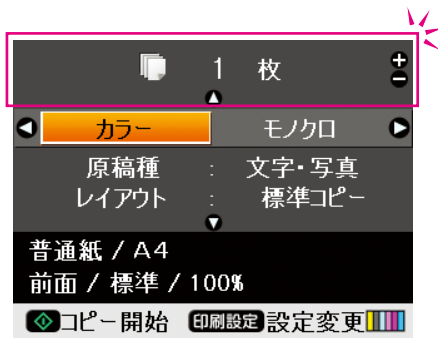 1 枚
カラー モノクロ
原稿種 : 文字・写真
レイアウト : 標準コピー
普通紙 / A4
前面 / 標準 / 100%
コピー開始 印刷設定 設定変更